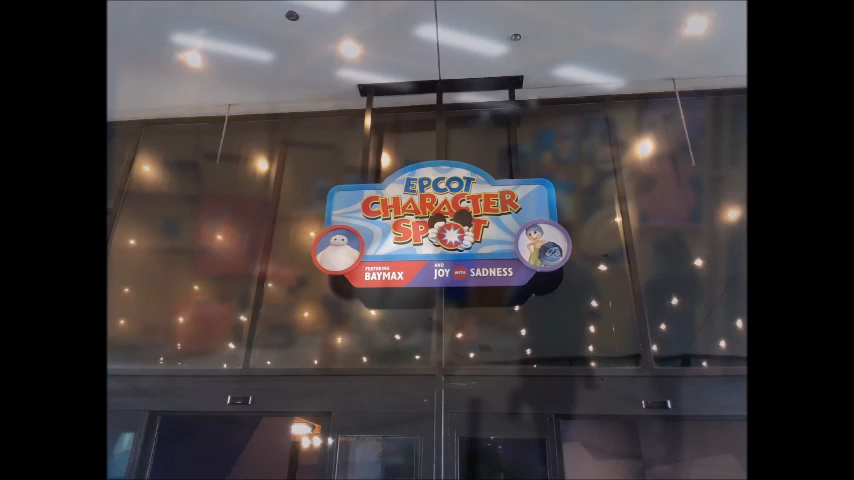 EPCOT
CHARACTER
SPOT
FEATURING
BAYMAX
AND
JOY WITH SADNESS